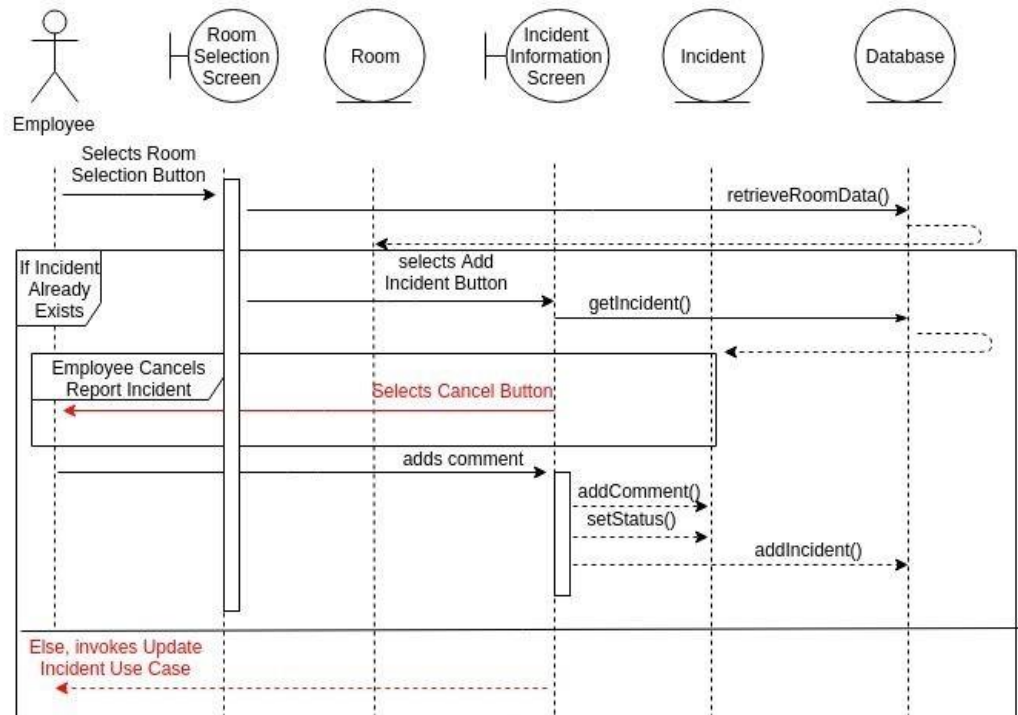 Room
Selection
Screen
Room
Incident
Information
Screen
Incident
Database
Employee
Selects Room
Selection Button
retrieveRoomData()
If Incident
Already
Exists
selects Add
Incident Button
getIncident()
Employee Cancels
Report Incident
Selects Cancel Button
adds comment
addComment()
setStatus()
addIncident()
Else, invokes Update
Incident Use Case